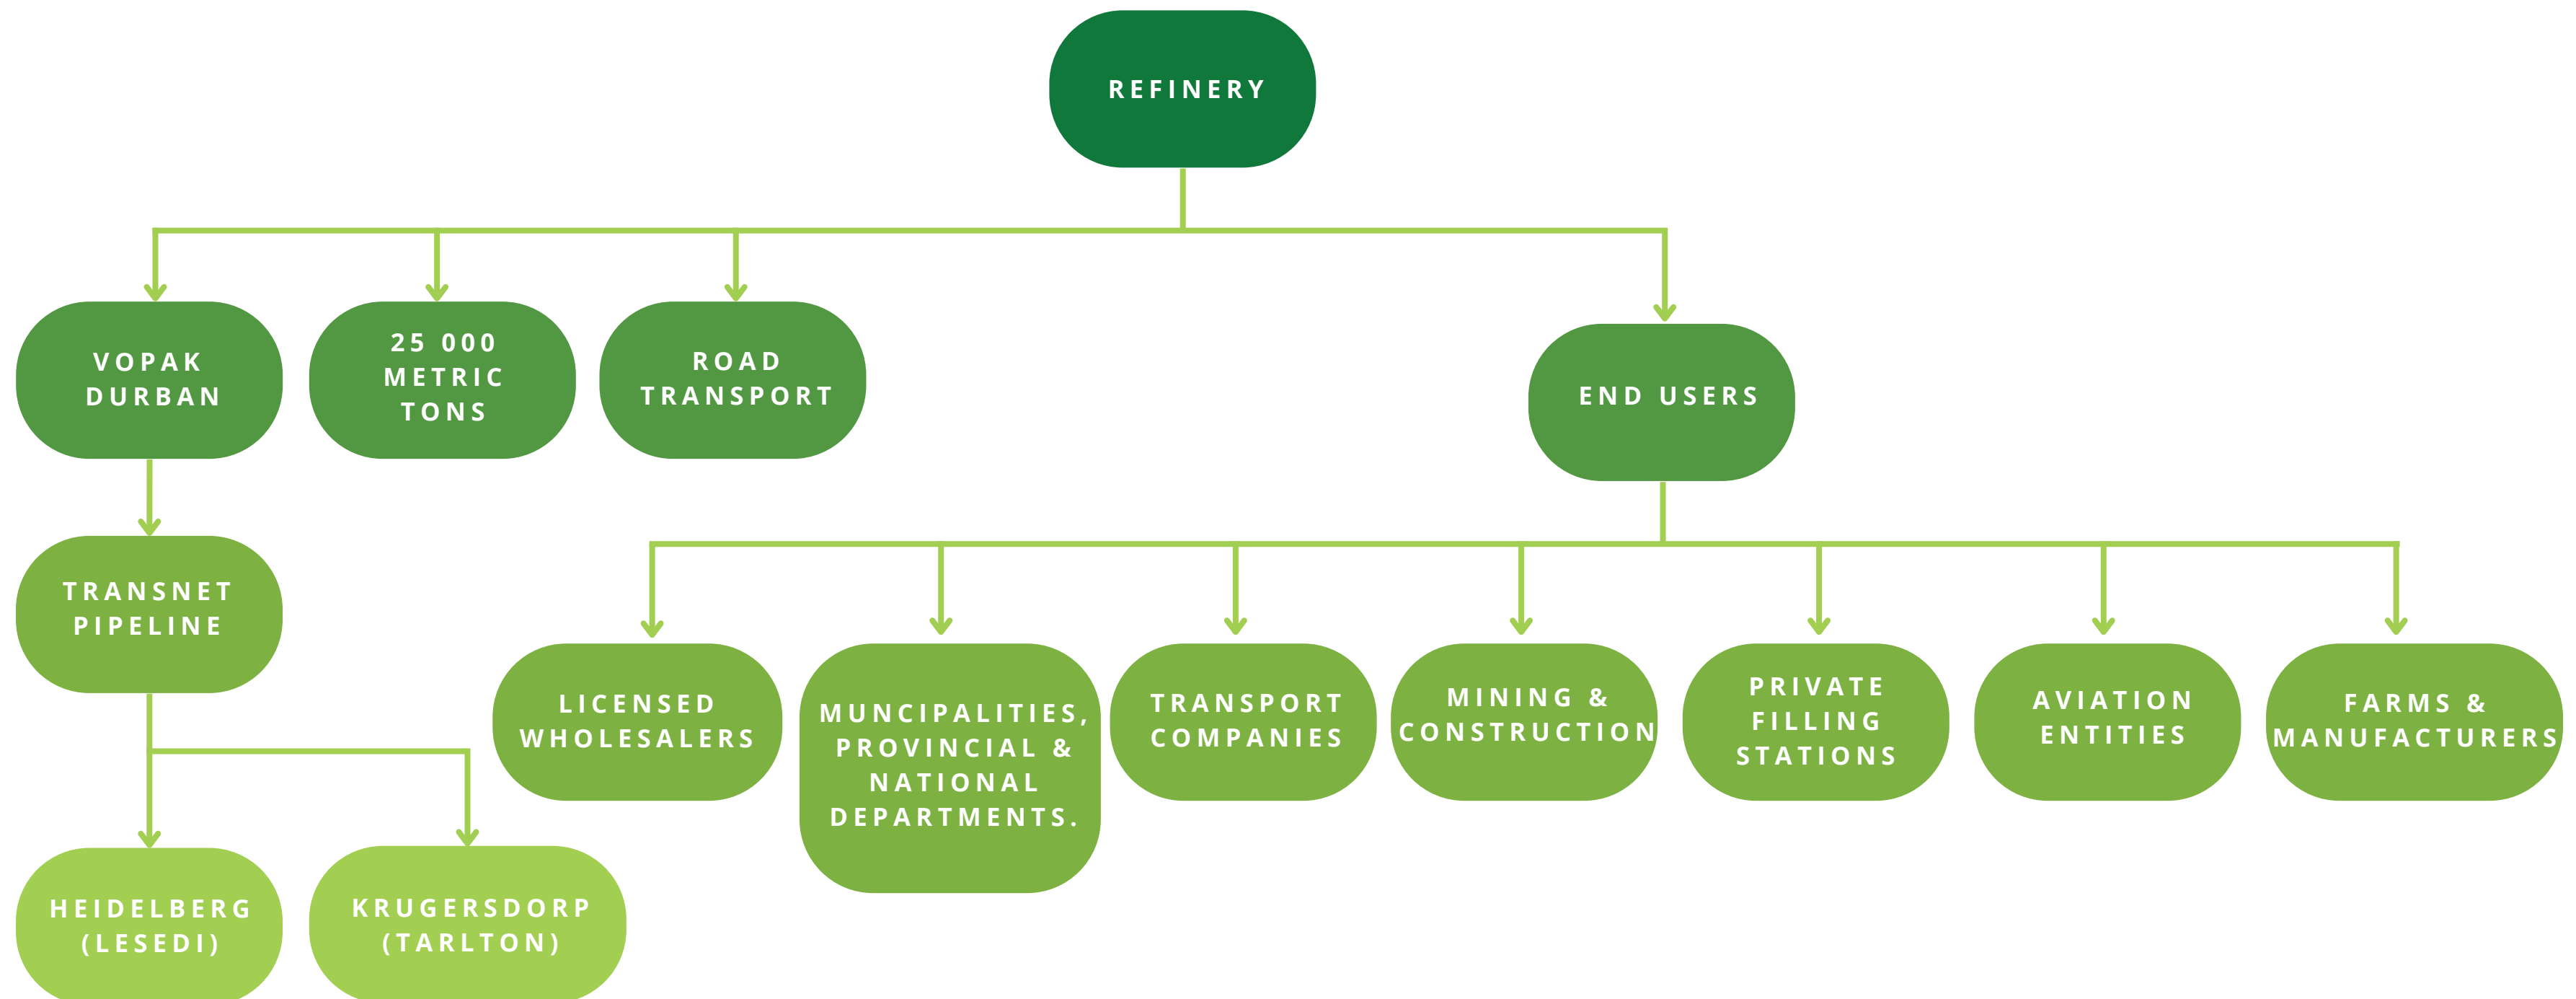 REFINERY
VOPAK
DURBAN
25 000
METRIC
TONS
ROAD
TRANSPORT
END USERS
TRANSNET
PIPELINE
LICENSED
WHOLESALERS
MUNCIPALITIES,
PROVINCIAL &
NATIONAL
DEPARTMENTS.
TRANSPORT
COMPANIES
MINING &
CONSTRUCTION
PRIVATE
FILLING
STATIONS
AVIATION
ENTITIES
FARMS &
MANUFACTURERS
HEIDELBERG
(LESEDI)
KRUGERSDORP
(TARLTON)